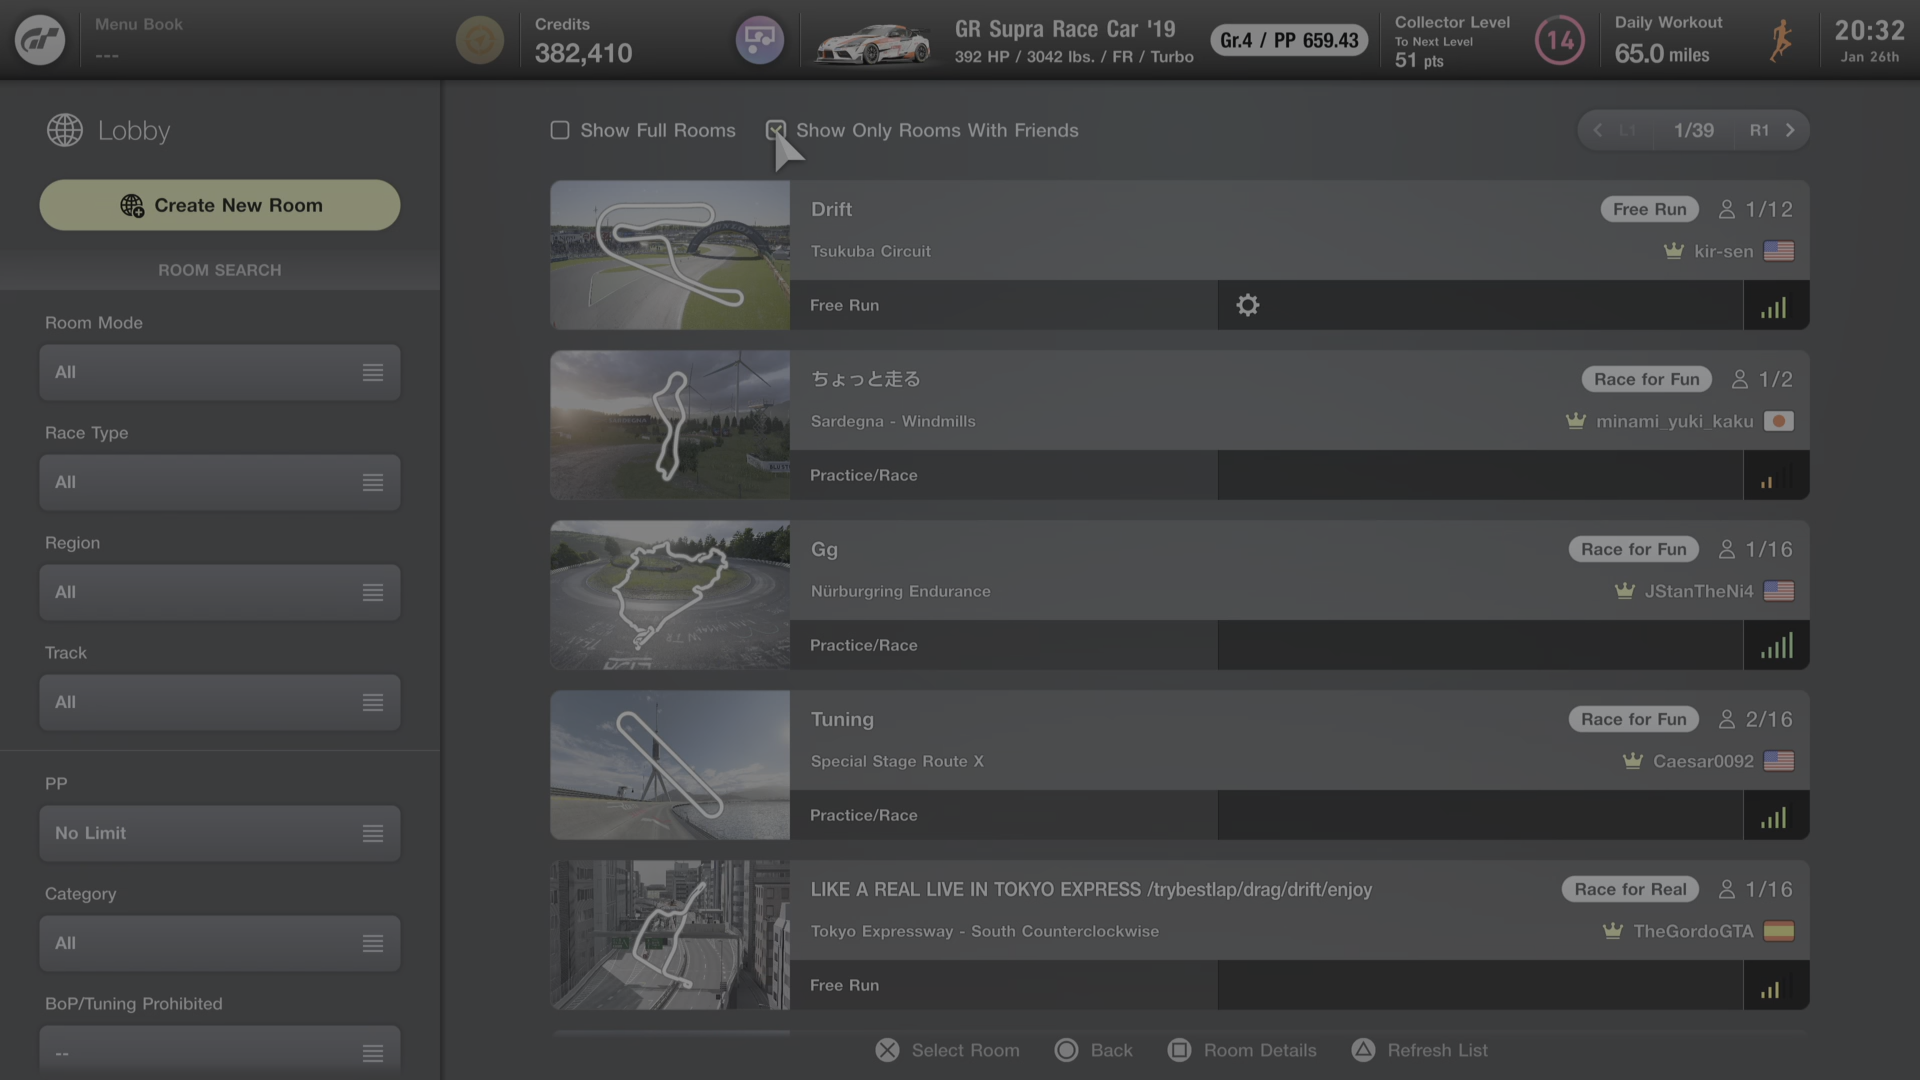 Menu Book
---
Credits
382,410
GR Supra Race Car '19
392 HP / 3042 lbs. / FR / Turbo
Gr.4 / PP 659.43
Collector Level
To Next Level
51 pts
14
Daily Workout
65.0 miles
20:32
Jan 26th
Lobby
Create New Room
ROOM SEARCH
Room Mode
All
Race Type
All
Region
All
Track
All
PP
No Limit
Category
All
BoP/Tuning Prohibited
--
Show Full Rooms
Show Only Rooms With Friends
L1 1/39 R1
Drift
Free Run 1/12
Tsukuba Circuit
kir-sen
Free Run
ちょっと走る
Race for Fun 1/2
Sardegna - Windmills
minami_yuki_kaku
Practice/Race
Gg
Race for Fun 1/16
Nürburgring Endurance
JStanTheNi4
Practice/Race
Tuning
Race for Fun 2/16
Special Stage Route X
Caesar0092
Practice/Race
LIKE A REAL LIVE IN TOKYO EXPRESS /trybestlap/drag/drift/enjoy
Race for Real 1/16
Tokyo Expressway - South Counterclockwise
TheGordoGTA
Free Run
Select Room Back Room Details Refresh List